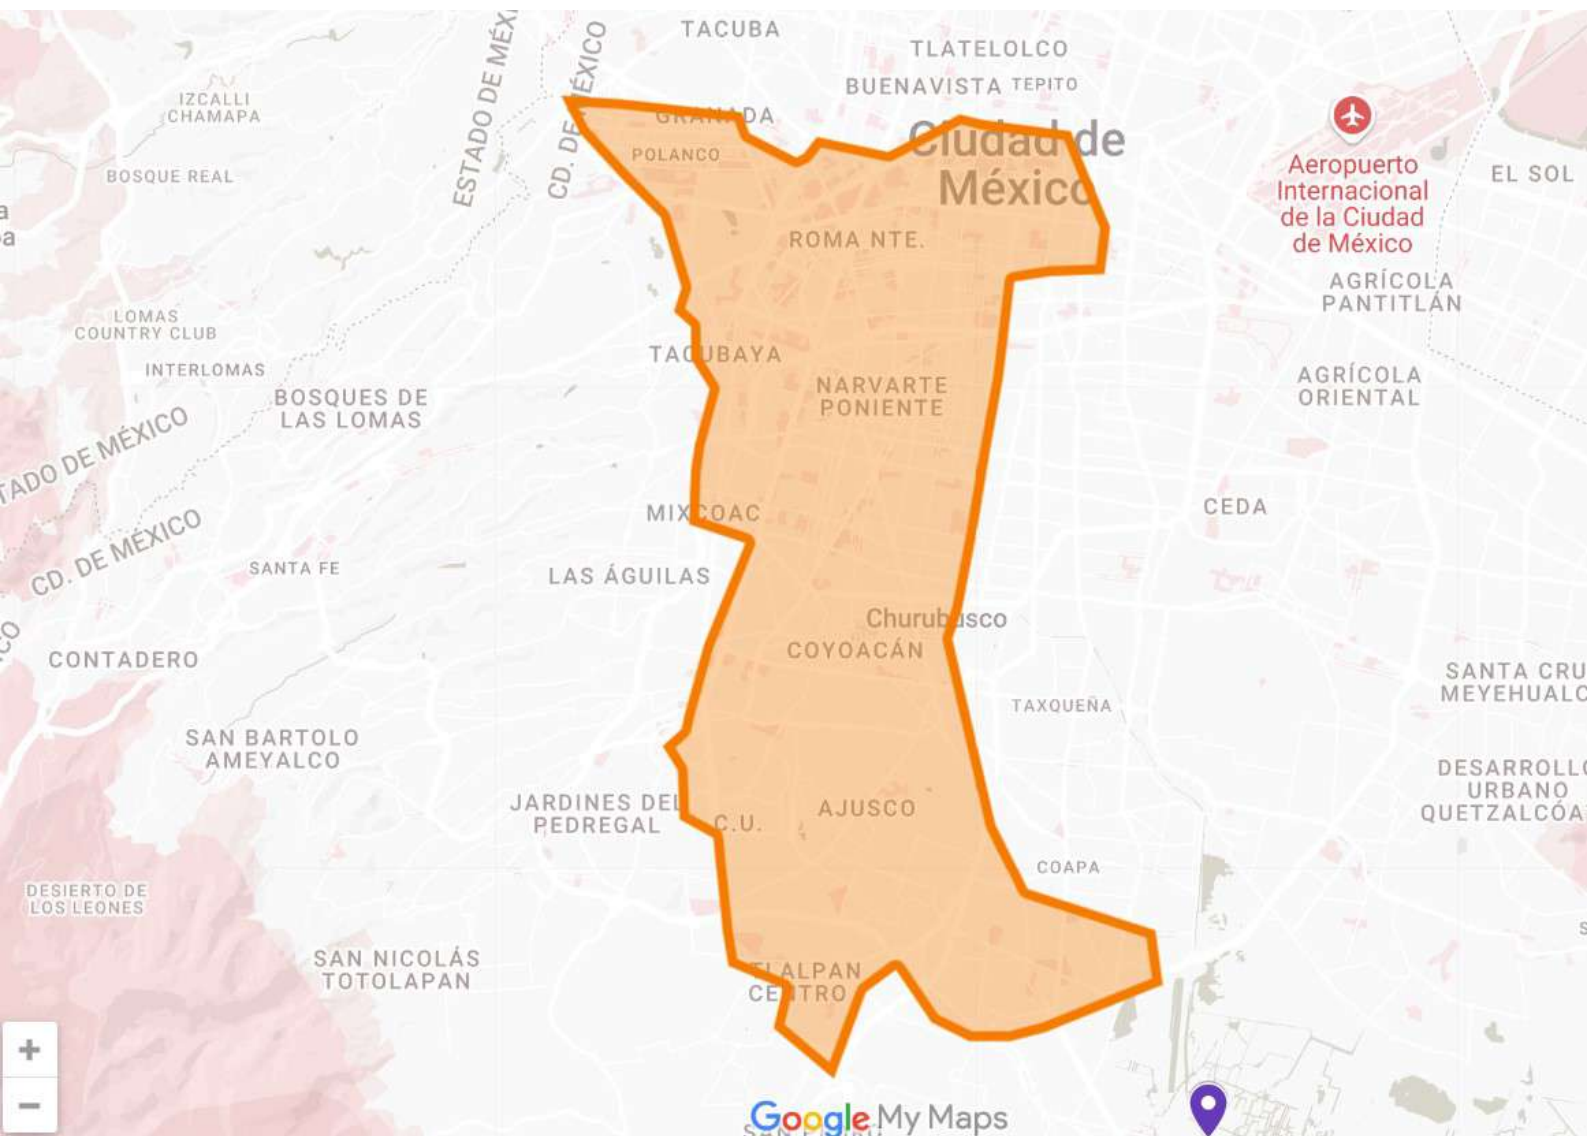 TACUBA
TLATELOLCO
BUENAVISTA
TEPITO
ESTADO DE MÉXI
CD. DE MÉXICO
IZCALLI
CHAMAPA
GRANADA
Ciudad de
México
POLANCO
BOSQUE REAL
Aeropuerto
Internacional
de la Ciudad
de México
EL SOL
a
oa
ROMA NTE.
AGRÍCOLA
PANTITLÁN
LOMAS
COUNTRY CLUB
INTERLOMAS
TACUBAYA
BOSQUES DE
LAS LOMAS
NARVARTE
PONIENTE
AGRÍCOLA
ORIENTAL
TADO DE MÉXICO
CD. DE MÉXICO
MIXCOAC
CEDA
SANTA FE
LAS ÁGUILAS
Churubusco
COYOACÁN
CO
CONTADERO
SANTA CRU
MEYEHUALC
TAXQUEÑA
SAN BARTOLO
AMEYALCO
DESARROLLO
URBANO
QUETZALCÓA
JARDINES DEL
PEDREGAL
C.U.
AJUSCO
COAPA
DESIERTO DE
LOS LEONES
S
SAN NICOLÁS
TOTOLAPAN
TLALPAN
CENTRO
+
−
Google My Maps